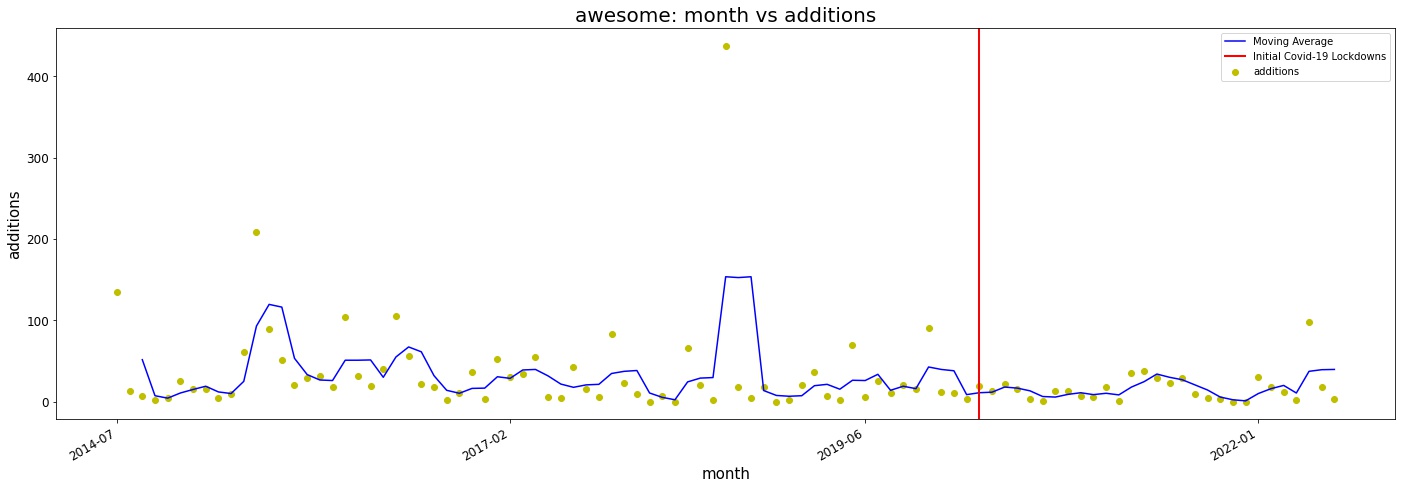 awesome: month vs additions
Moving Average
Initial Covid-19 Lockdowns
additions
additions
400
300
200
100
0
2014-07
2017-02
2019-06
2022-01
month